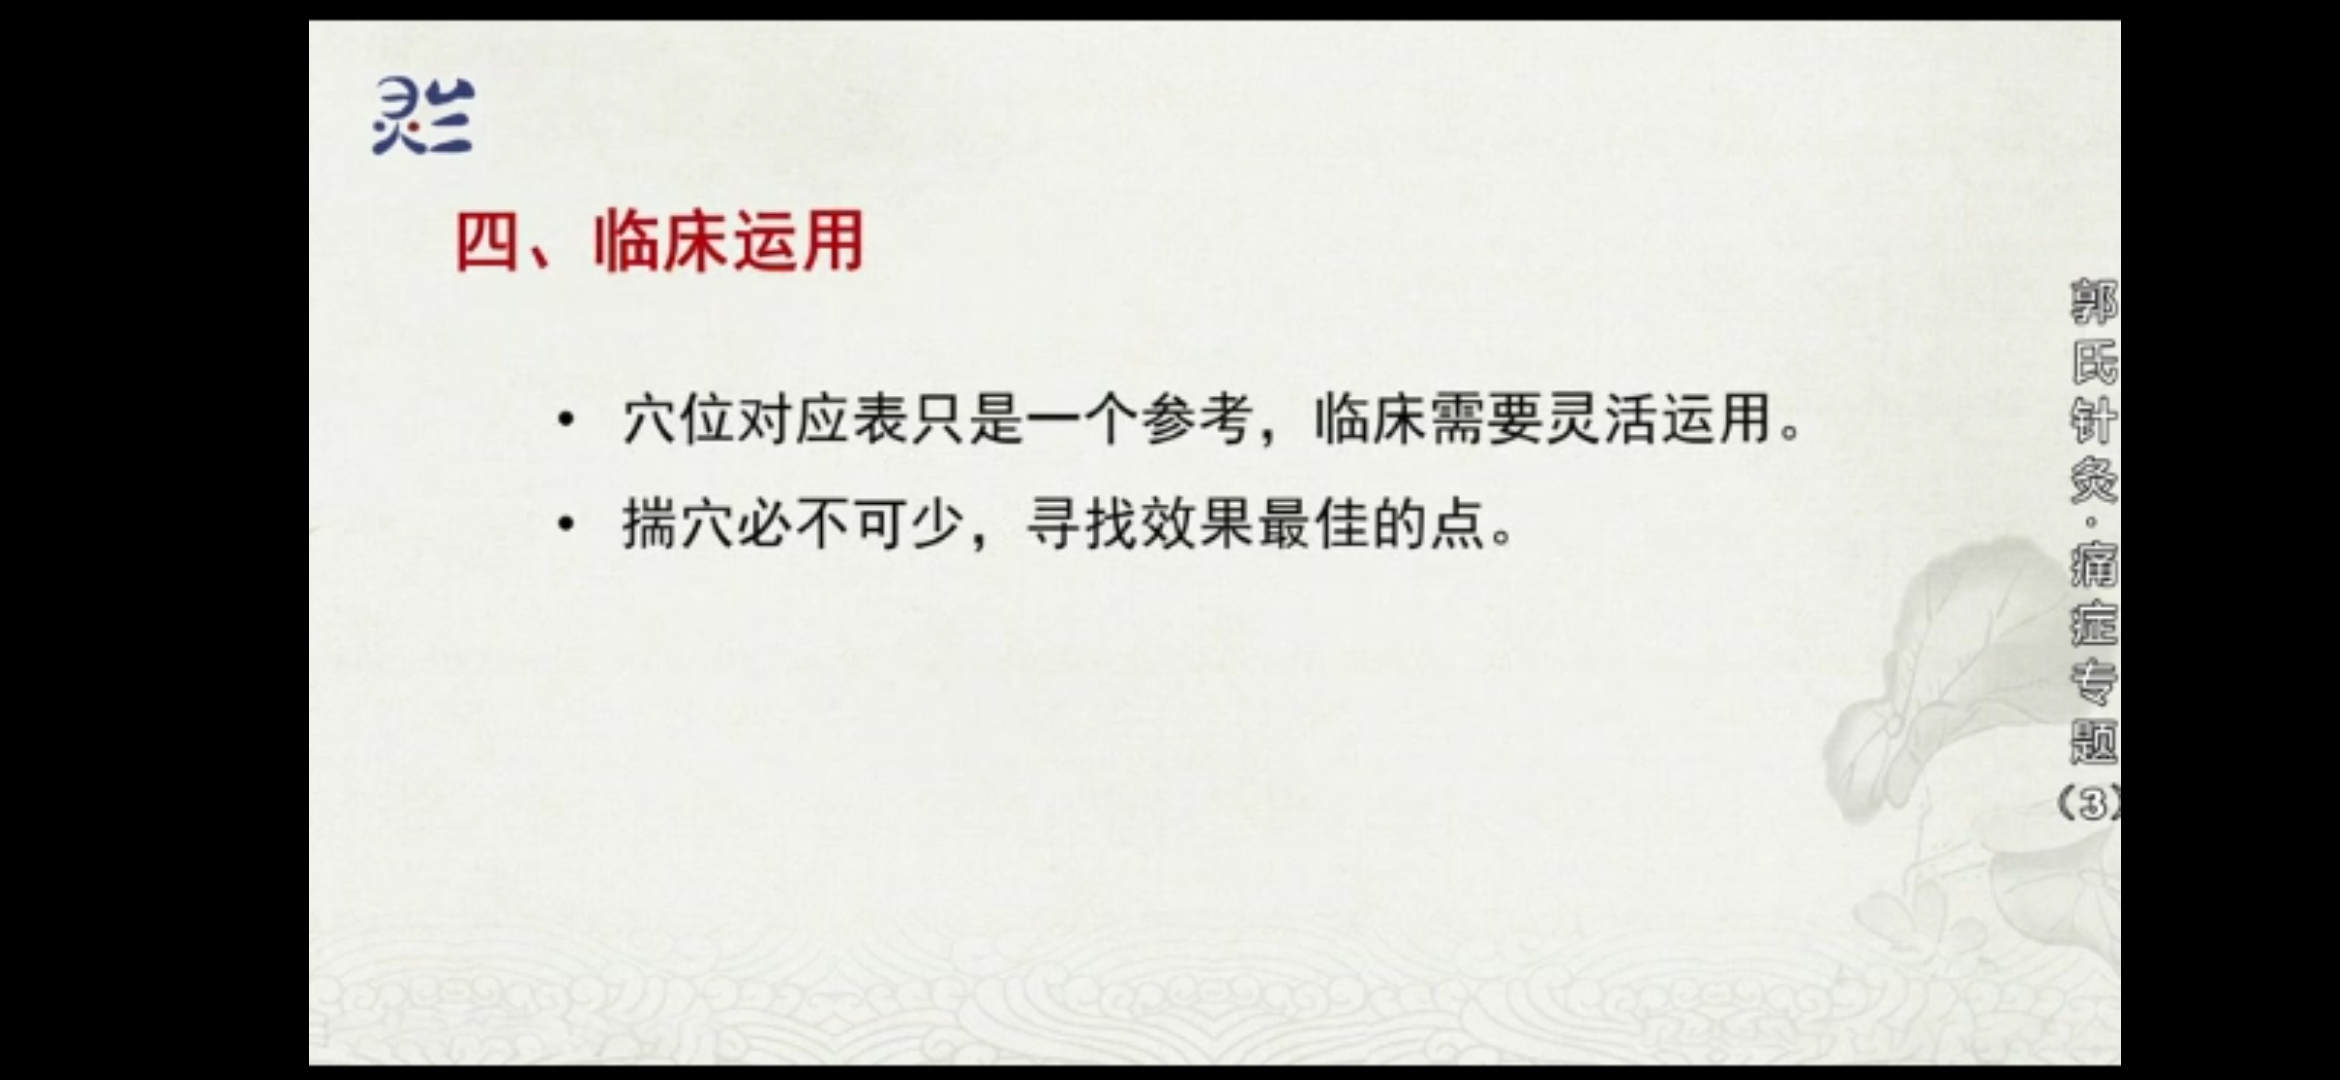 灵兰
四、临床运用
• 穴位对应表只是一个参考，临床需要灵活运用。
• 揣穴必不可少，寻找效果最佳的点。
郭氏针灸·痛症专题（3）